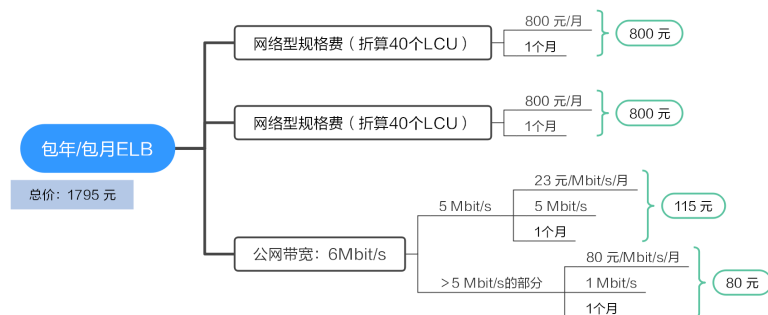 包年/包月ELB
总价：1795 元
网络型规格费（折算40个LCU）
800 元/月
1个月
800 元
网络型规格费（折算40个LCU）
800 元/月
1个月
800 元
公网带宽：6Mbit/s
5 Mbit/s
23 元/Mbit/s/月
5 Mbit/s
1个月
115 元
＞5 Mbit/s的部分
80 元/Mbit/s/月
1 Mbit/s
1个月
80 元